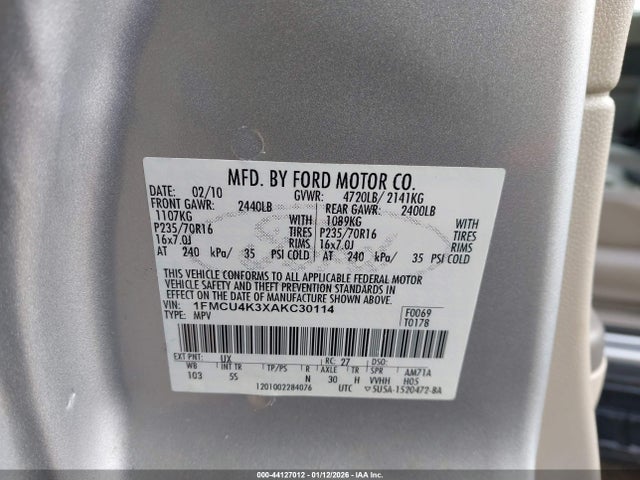 MFD. BY FORD MOTOR CO.
DATE: 02/10 GVWR: 4720LB/ 2141KG
FRONT GAWR: 2440LB REAR GAWR: 2400LB
1107KG WITH 1089KG WITH
P235/70R16 TIRES P235/70R16 TIRES
16x7.0J RIMS 16x7.0J RIMS
AT 240 kPa/ 35 PSI COLD AT 240 kPa/ 35 PSI COLD
THIS VEHICLE CONFORMS TO ALL APPLICABLE FEDERAL MOTOR
VEHICLE SAFETY AND THEFT PREVENTION STANDARDS IN
EFFECT ON THE DATE OF MANUFACTURE SHOWN ABOVE.
VIN: 1FMCU4K3XAKC30114 F0069
TYPE: MPV T0178
EXT PNT: UX RC: 27 DSO:
WB INT TR TP/PS R AXLE TR SPR AM71A
103 55 N 30 H VVHH H05
1201002284076 UTC ▽ 5U5A-1520472-BA
000-44127012 - 01/12/2026 - IAA, Inc.